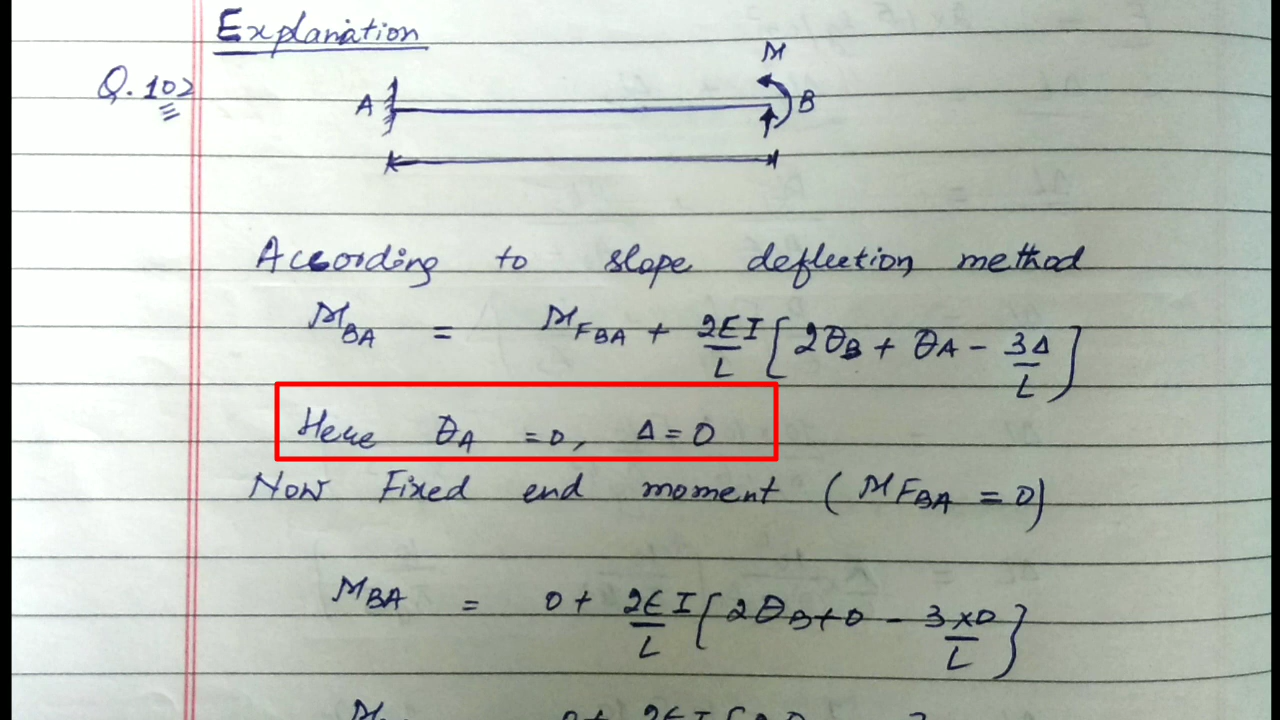 Explanation
Q. 102
M
A B
According to slope deflection method
M_BA = M_FBA + 2EI/L [2θ_B + θ_A - 3Δ/L]
Here θ_A = 0, Δ = 0
Now Fixed end moment (M_FBA = 0)
M_BA = 0 + 2EI/L [2θ_B + 0 - 3×0/L]